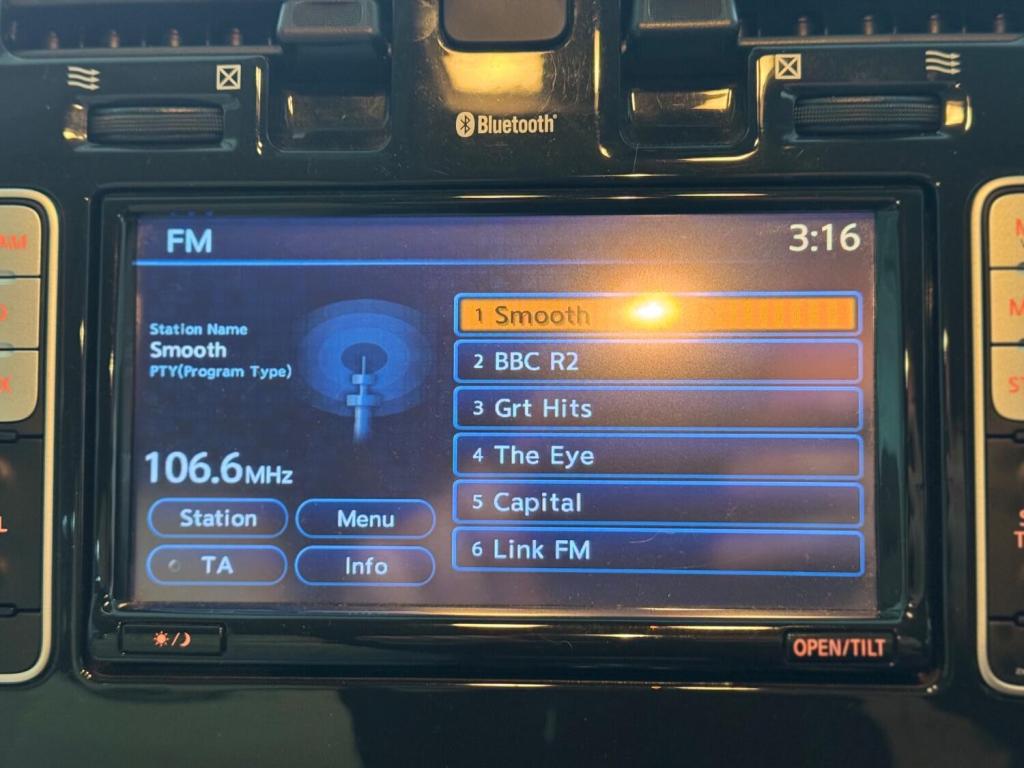 Bluetooth
FM
3:16
Station Name
Smooth
PTY(Program Type)
106.6MHz
Station
Menu
TA
Info
1 Smooth
2 BBC R2
3 Grt Hits
4 The Eye
5 Capital
6 Link FM
OPEN/TILT